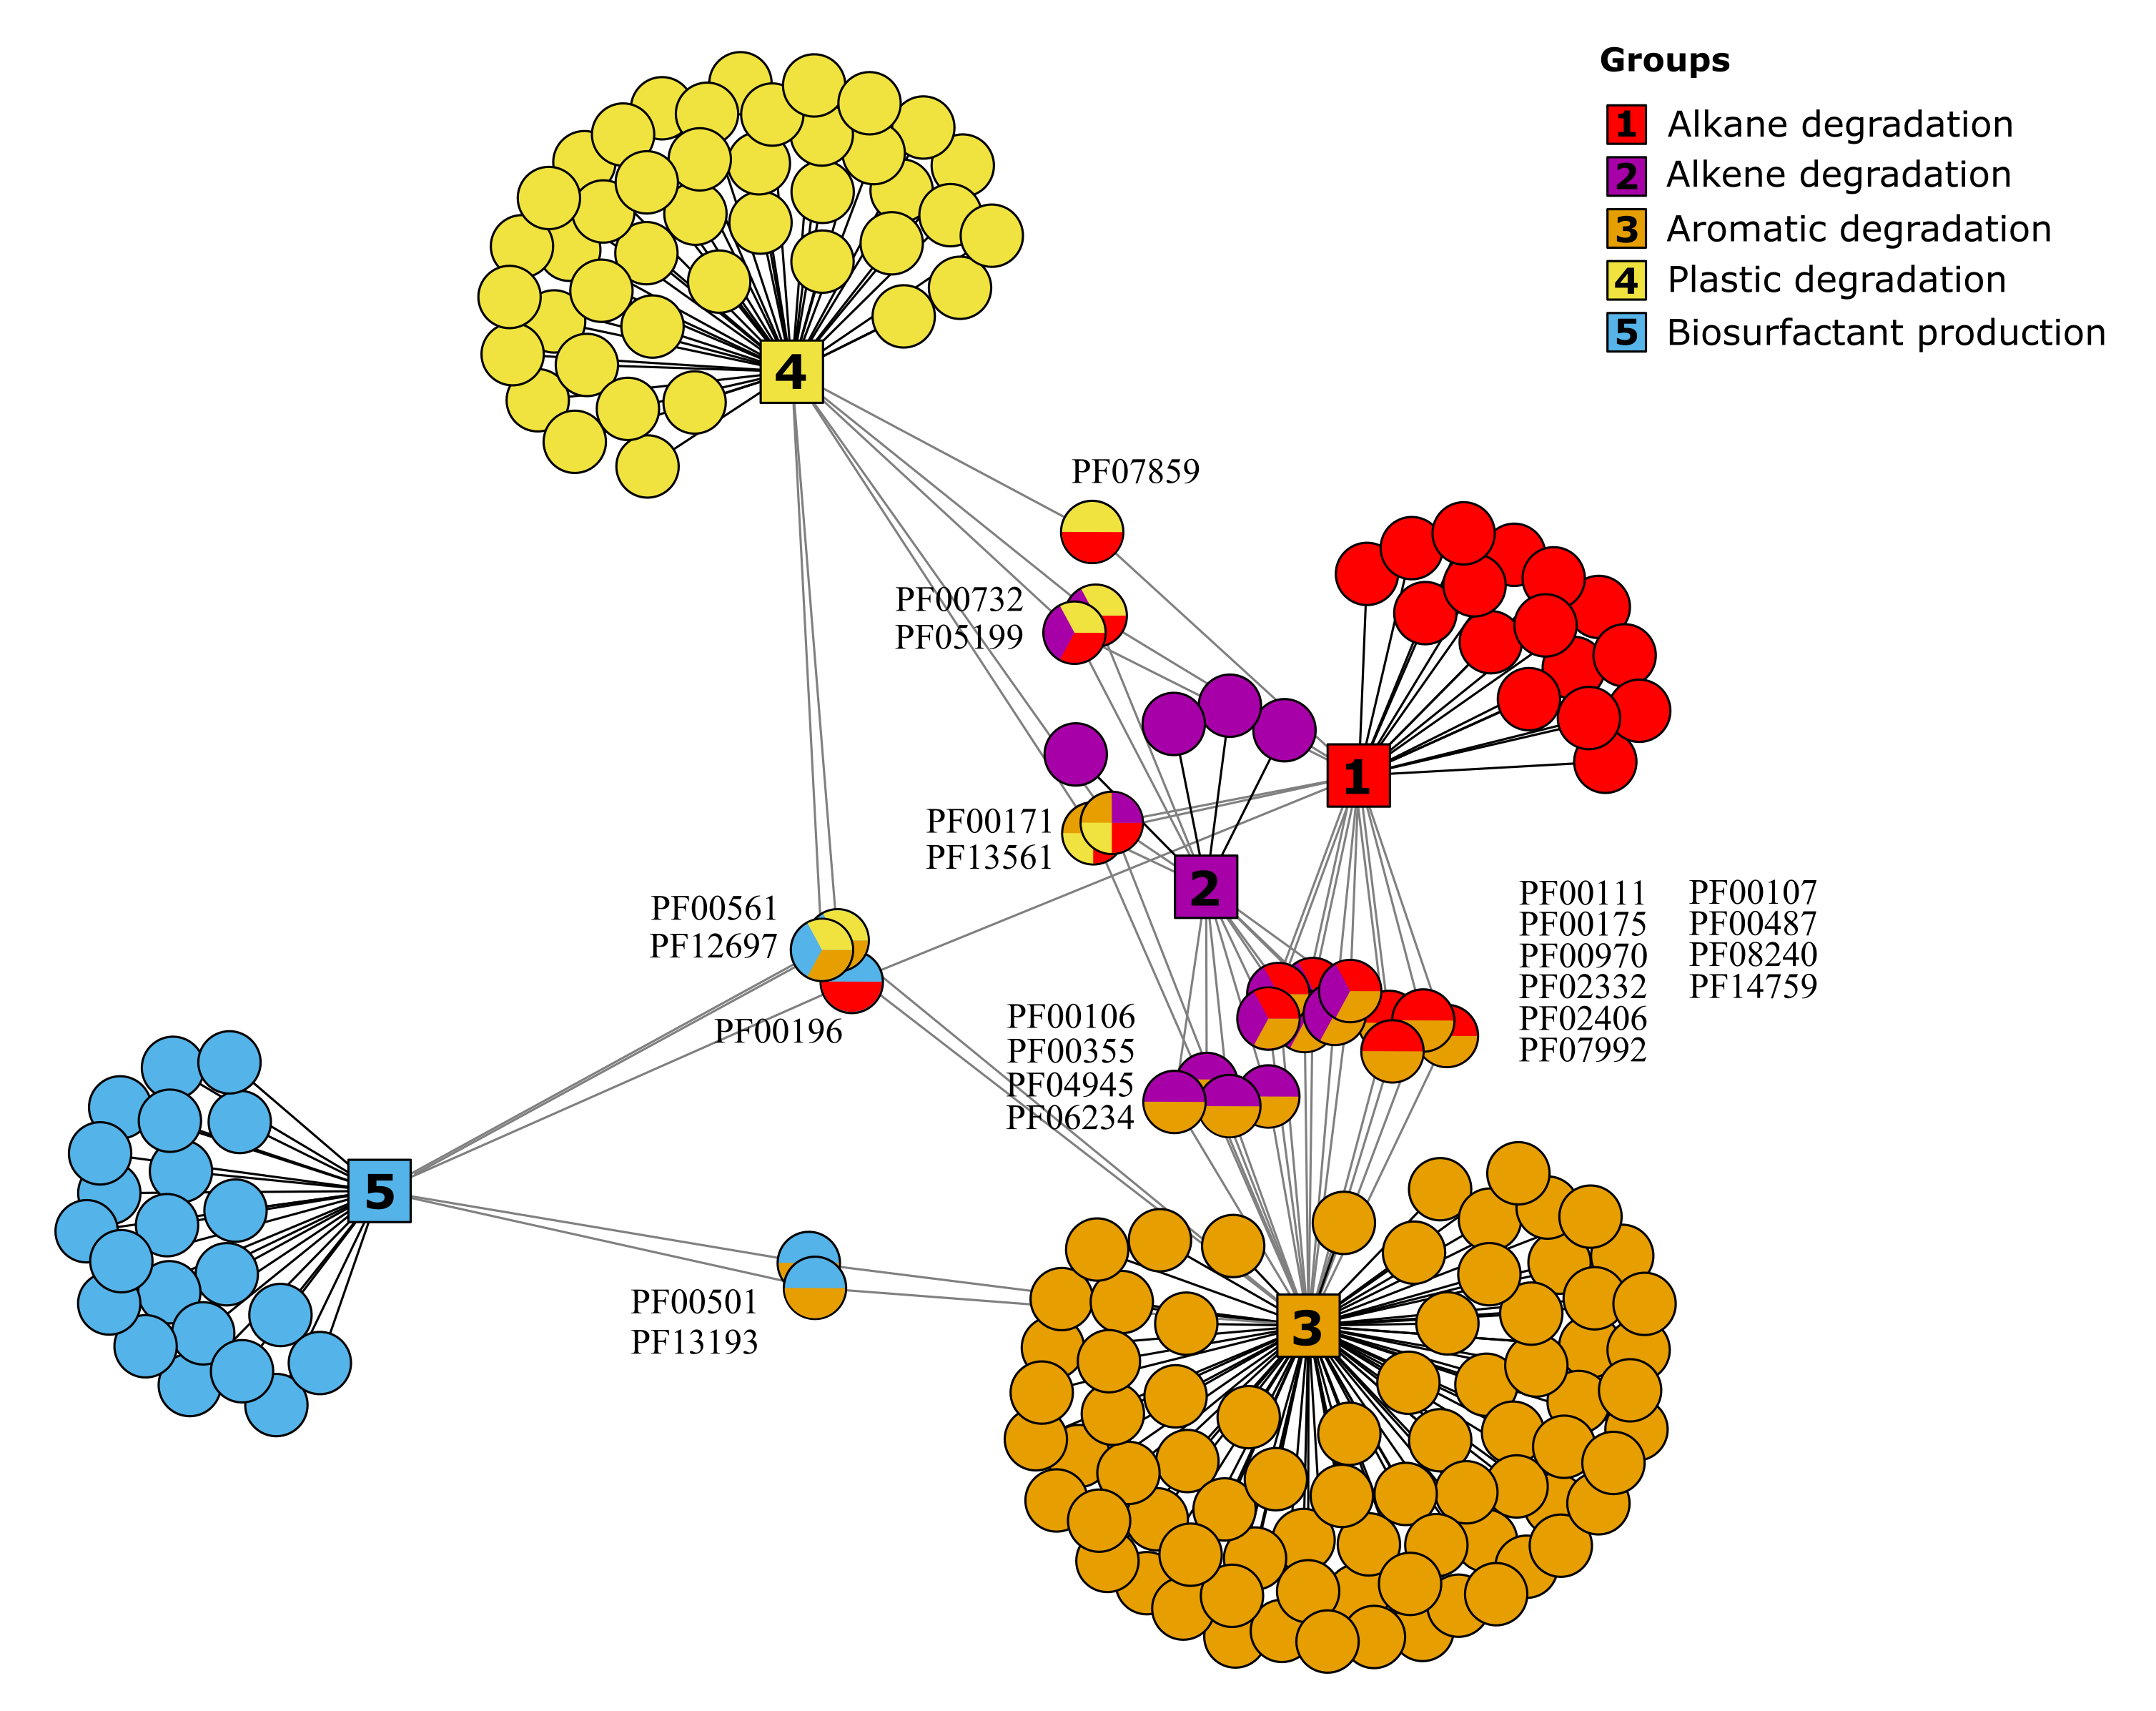 Groups
1 Alkane degradation
2 Alkene degradation
3 Aromatic degradation
4 Plastic degradation
5 Biosurfactant production
4
PF07859
PF00732
PF05199
1
PF00171
PF13561
2
PF00561
PF12697
PF00196
PF00111 PF00107
PF00175 PF00487
PF00970 PF08240
PF02332 PF14759
PF02406
PF07992
PF00106
PF00355
PF04945
PF06234
5
PF00501
PF13193
3